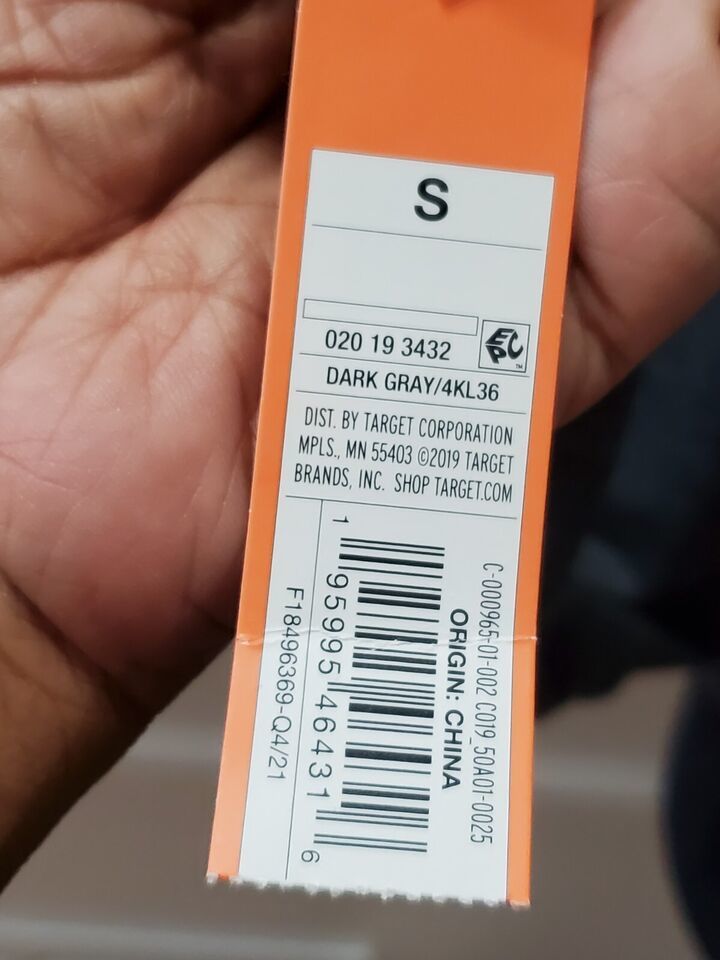 S
020 19 3432
ECP™
DARK GRAY/4KL36
DIST. BY TARGET CORPORATION
MPLS., MN 55403 ©2019 TARGET
BRANDS, INC. SHOP TARGET.COM
C-000965-01-002 C019_50A01-0025
ORIGIN: CHINA
1 95995 46431 6
F18496369-Q4/21